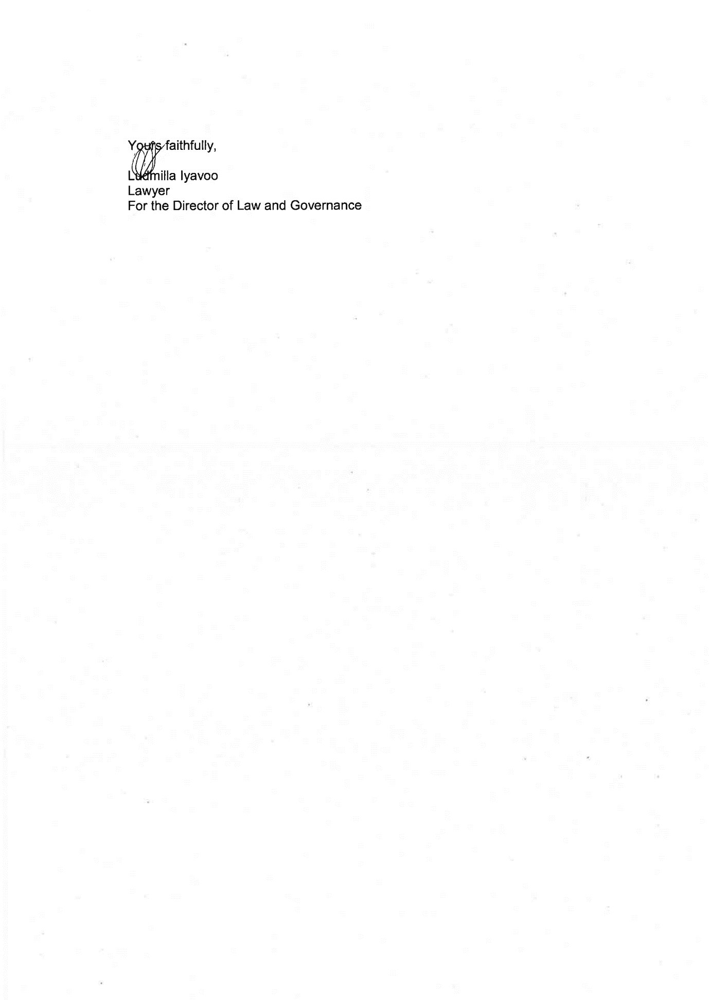 Yours faithfully,
Ludmilla Iyavoo
Lawyer
For the Director of Law and Governance